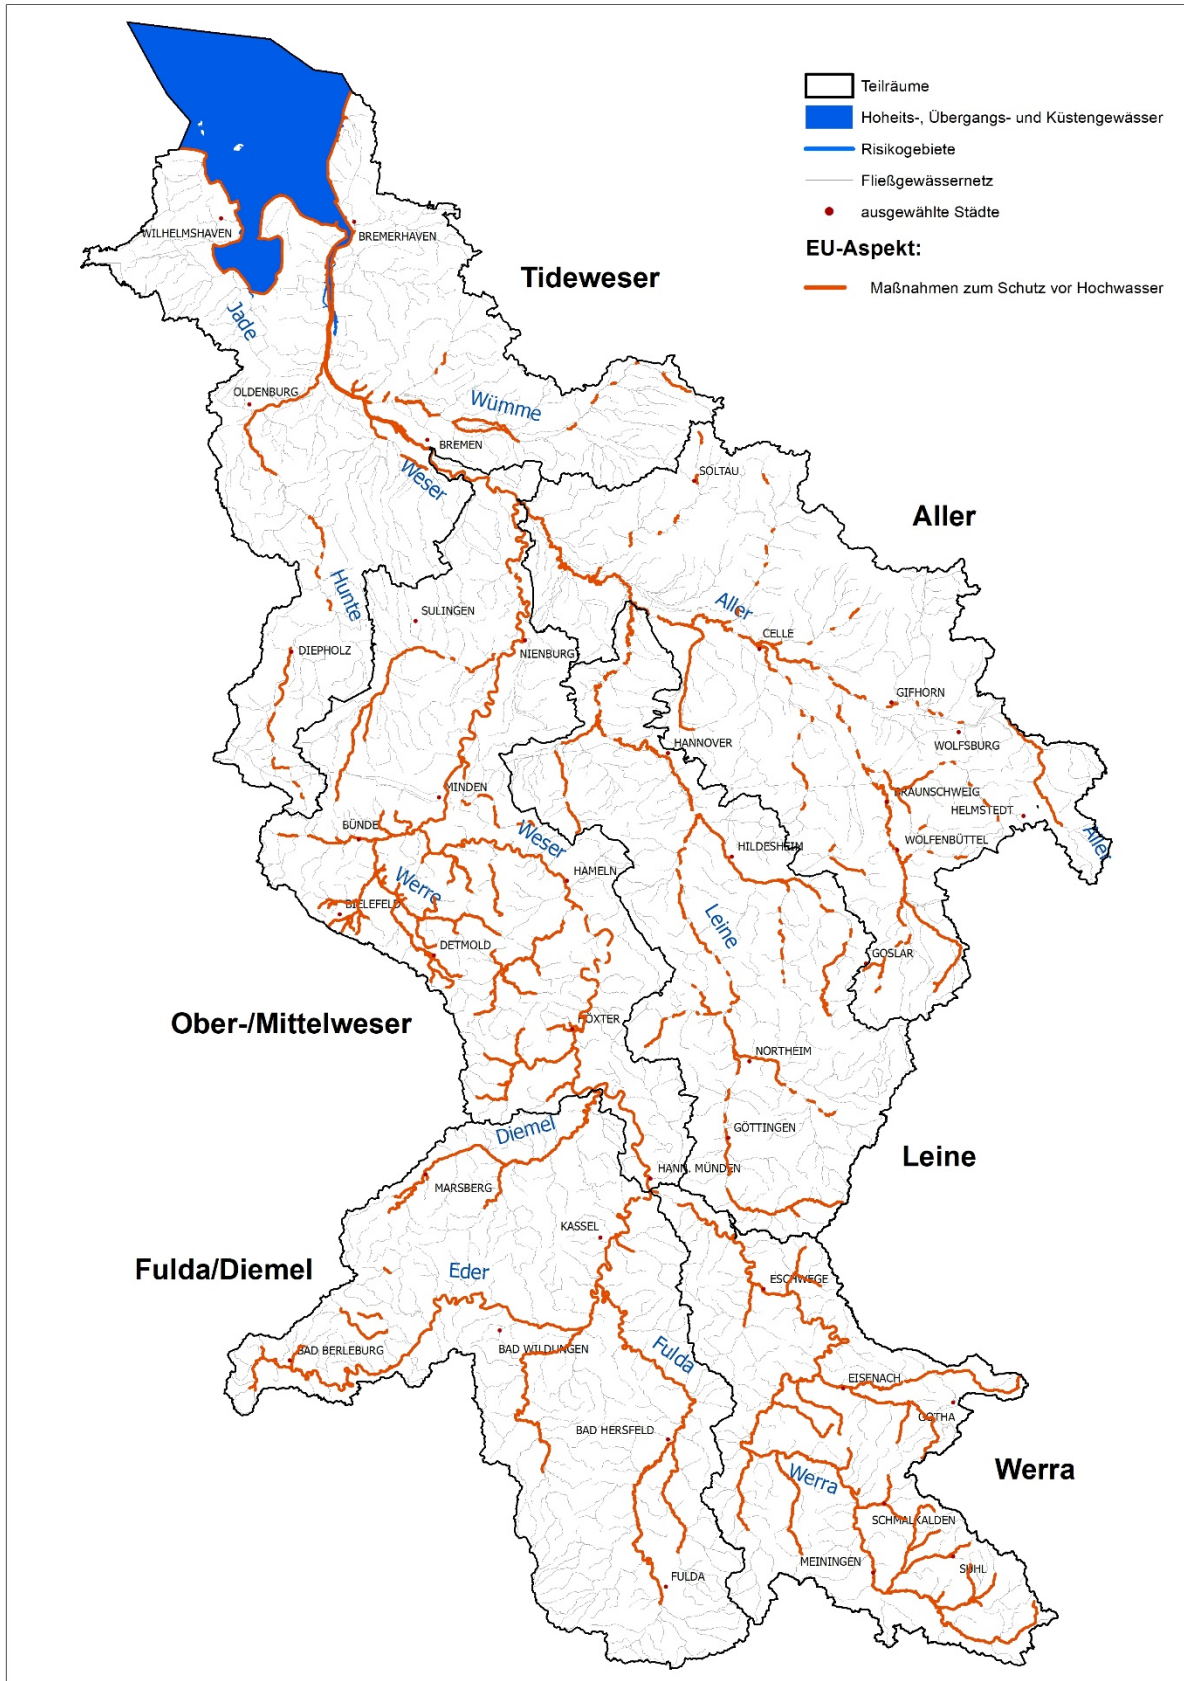 Teilräume
Hoheits-, Übergangs- und Küstengewässer
Risikogebiete
Fließgewässernetz
ausgewählte Städte
EU-Aspekt:
Maßnahmen zum Schutz vor Hochwasser
WILHELMSHAVEN
BREMERHAVEN
Tideweser
Jade
OLDENBURG
Wümme
BREMEN
Weser
SOLTAU
Aller
Hunte
SULINGEN
Aller
CELLE
DIEPHOLZ
NIENBURG
GIFHORN
HANNOVER
WOLFSBURG
MINDEN
BRAUNSCHWEIG
HELMSTEDT
BÜNDE
Weser
WOLFENBÜTTEL
Aller
HILDESHEIM
HAMELN
Werre
BIELEFELD
Leine
DETMOLD
GOSLAR
Ober-/Mittelweser
HÖXTER
NORTHEIM
Diemel
GÖTTINGEN
Leine
HANN. MÜNDEN
MARSBERG
KASSEL
Fulda/Diemel
Eder
ESCHWEGE
BAD BERLEBURG
BAD WILDUNGEN
Fulda
EISENACH
GOTHA
BAD HERSFELD
Werra
Werra
SCHMALKALDEN
MEININGEN
SUHL
FULDA